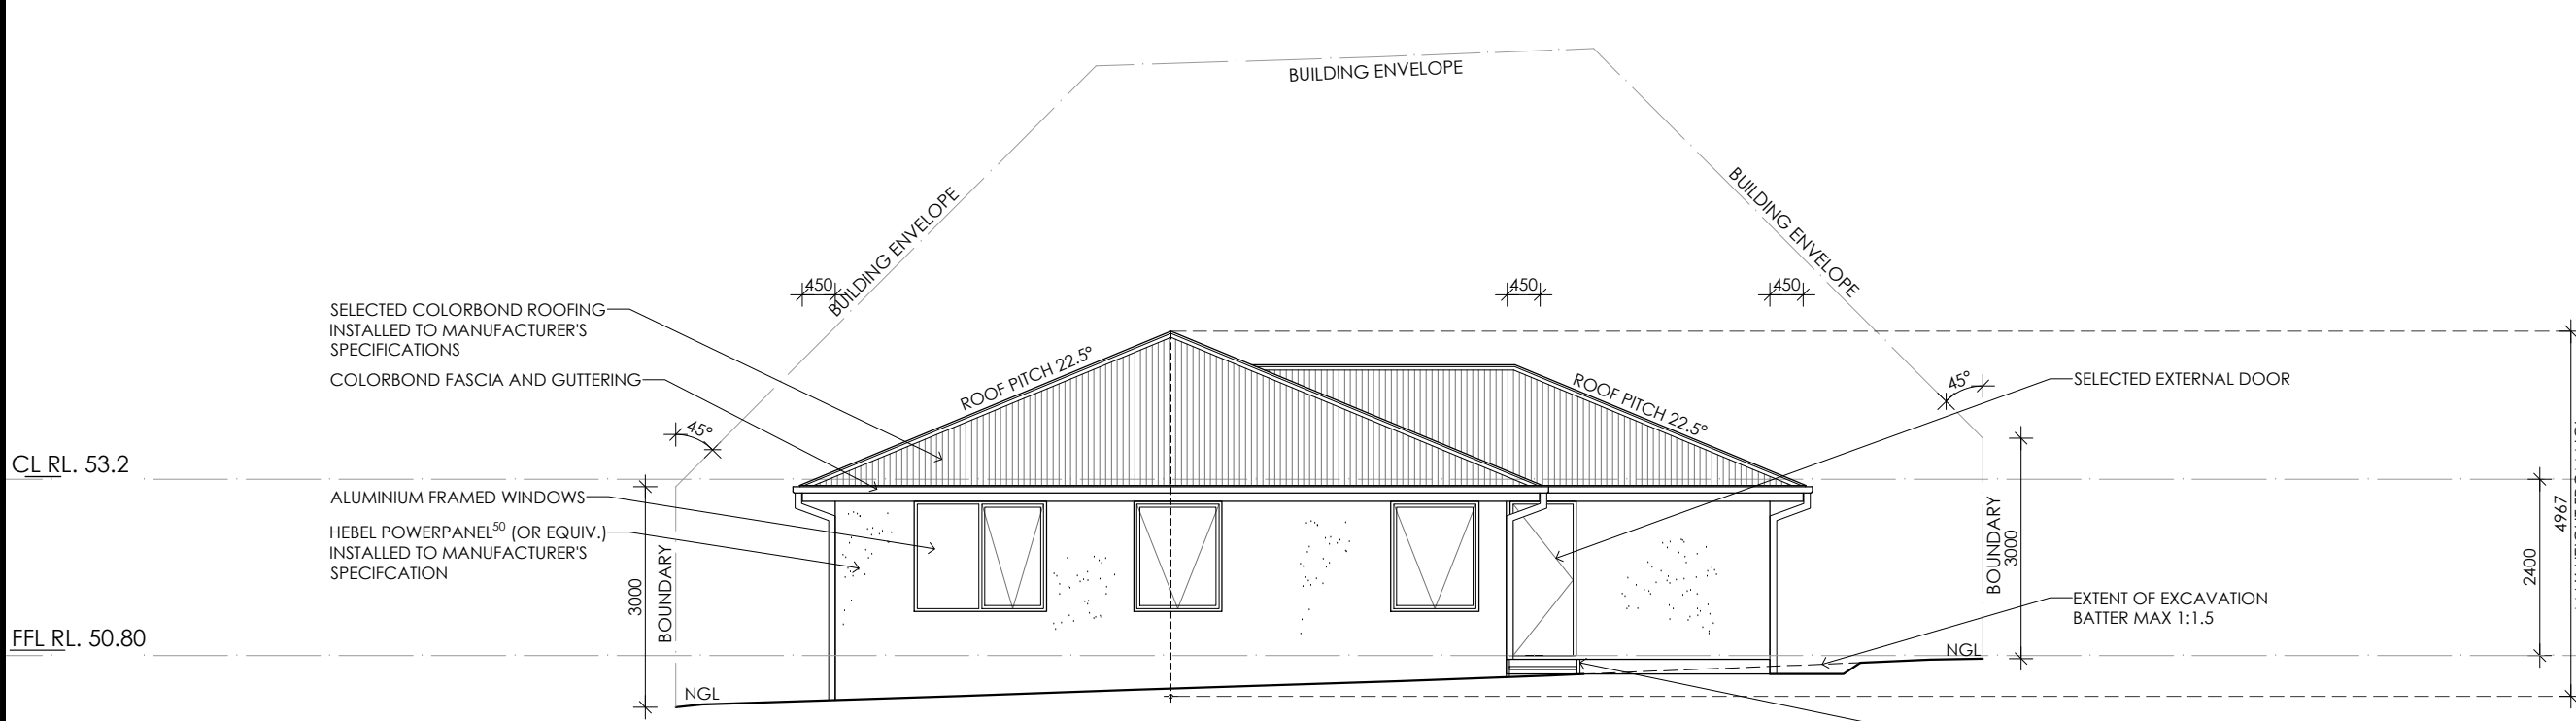 BUILDING ENVELOPE
BUILDING ENVELOPE
BUILDING ENVELOPE
450
450
450
SELECTED COLORBOND ROOFING
INSTALLED TO MANUFACTURER'S
SPECIFICATIONS
COLORBOND FASCIA AND GUTTERING
ROOF PITCH 22.5°
ROOF PITCH 22.5°
SELECTED EXTERNAL DOOR
45°
45°
CL RL. 53.2
ALUMINIUM FRAMED WINDOWS
HEBEL POWERPANEL50 (OR EQUIV.)
INSTALLED TO MANUFACTURER'S
SPECIFCATION
3000
BOUNDARY
BOUNDARY
3000
2400
4967
EXTENT OF EXCAVATION
BATTER MAX 1:1.5
FFL RL. 50.80
NGL
NGL